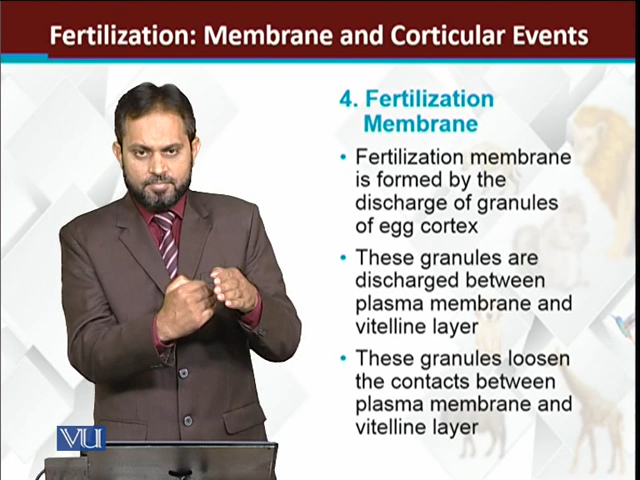 Fertilization: Membrane and Corticular Events
4. Fertilization
Membrane
• Fertilization membrane
is formed by the
discharge of granules
of egg cortex
• These granules are
discharged between
plasma membrane and
vitelline layer
• These granules loosen
the contacts between
plasma membrane and
vitelline layer
VU